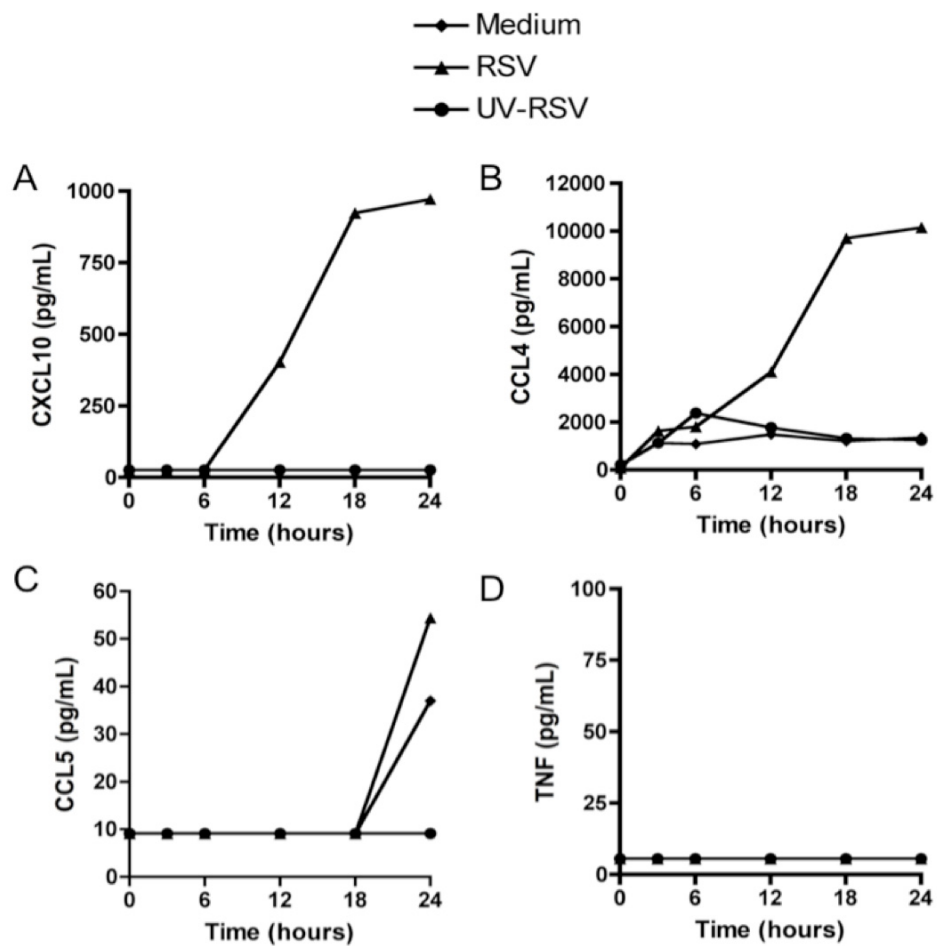 Medium
RSV
UV-RSV
A
1000
750
500
250
0
CXCL10 (pg/mL)
0 6 12 18 24
Time (hours)
B
12000
10000
8000
6000
4000
2000
0
CCL4 (pg/mL)
0 6 12 18 24
Time (hours)
C
60
50
40
30
20
10
0
CCL5 (pg/mL)
0 6 12 18 24
Time (hours)
D
100
75
50
25
0
TNF (pg/mL)
0 6 12 18 24
Time (hours)